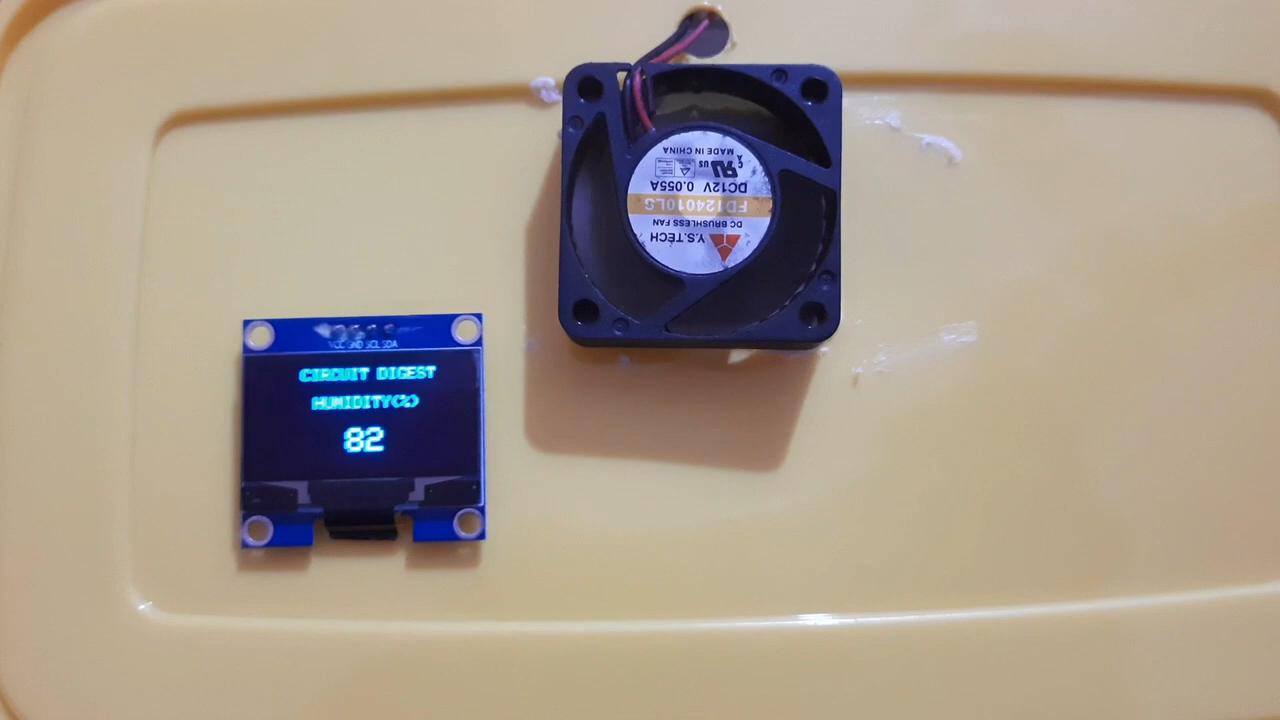 Y.S.TECH
DC BRUSHLESS FAN
FD124010LS
DC12V 0.055A
C US
MADE IN CHINA
VCC GND SCL SDA
CIRCUIT DIGEST
HUMIDITY(%)
82